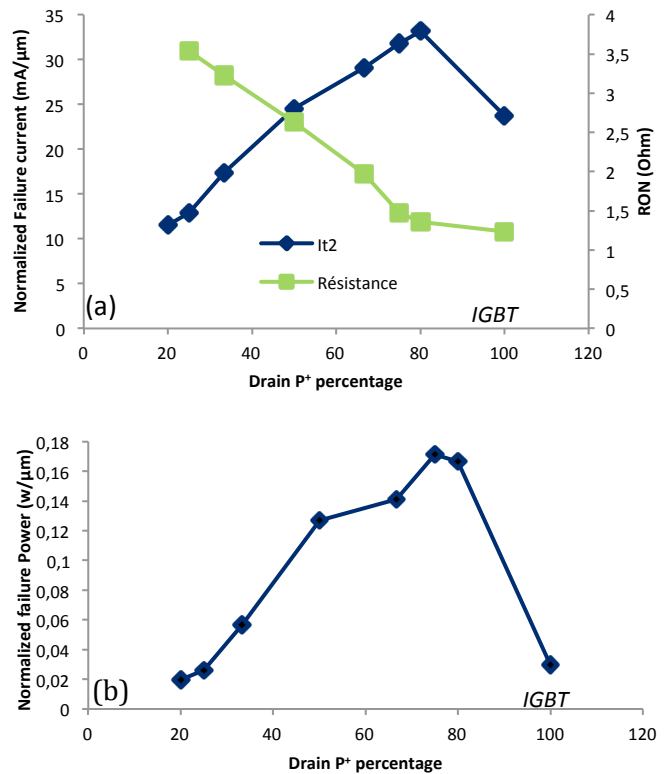 35
30
25
20
15
10
5
0
Normalized Failure current (mA/µm)
4
3,5
3
2,5
2
1,5
1
0,5
0
RON (Ohm)
It2
Résistance
(a)
IGBT
0 20 40 60 80 100 120
Drain P⁺ percentage
0,18
0,16
0,14
0,12
0,1
0,08
0,06
0,04
0,02
0
Normalized failure Power (w/µm)
(b)
IGBT
0 20 40 60 80 100 120
Drain P⁺ percentage